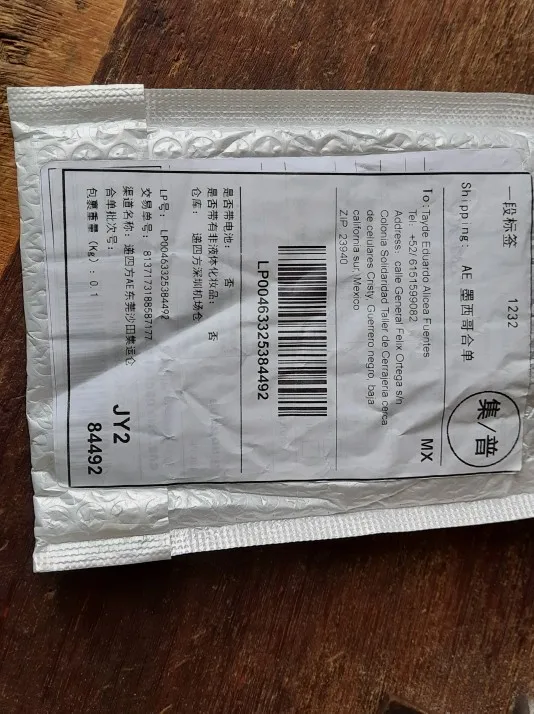 一段标签 1232
Shipping: AE 墨西哥合单
集/普
To: Tayde Eduardo Alicea Fuentes
MX
Tel: +52/ 6151599082
Address: calle General Felix Ortega s/n
Colonia Solidaridad Taller de Cerrajeria cerca
de celulares Cristy, Guerrero negro, baja
california sur, Mexico
ZIP 23940
LP00463325384492
是否带电池: 否
是否带有非液体化妆品: 否
仓库: 递四方深圳机场仓
LP号: LP00463325384492
交易单号: 8137173188587177
渠道名称: 递四方AE东莞沙田集运仓
合单批次号:
JY2
包裹重量 (Kg) : 0.1
84492